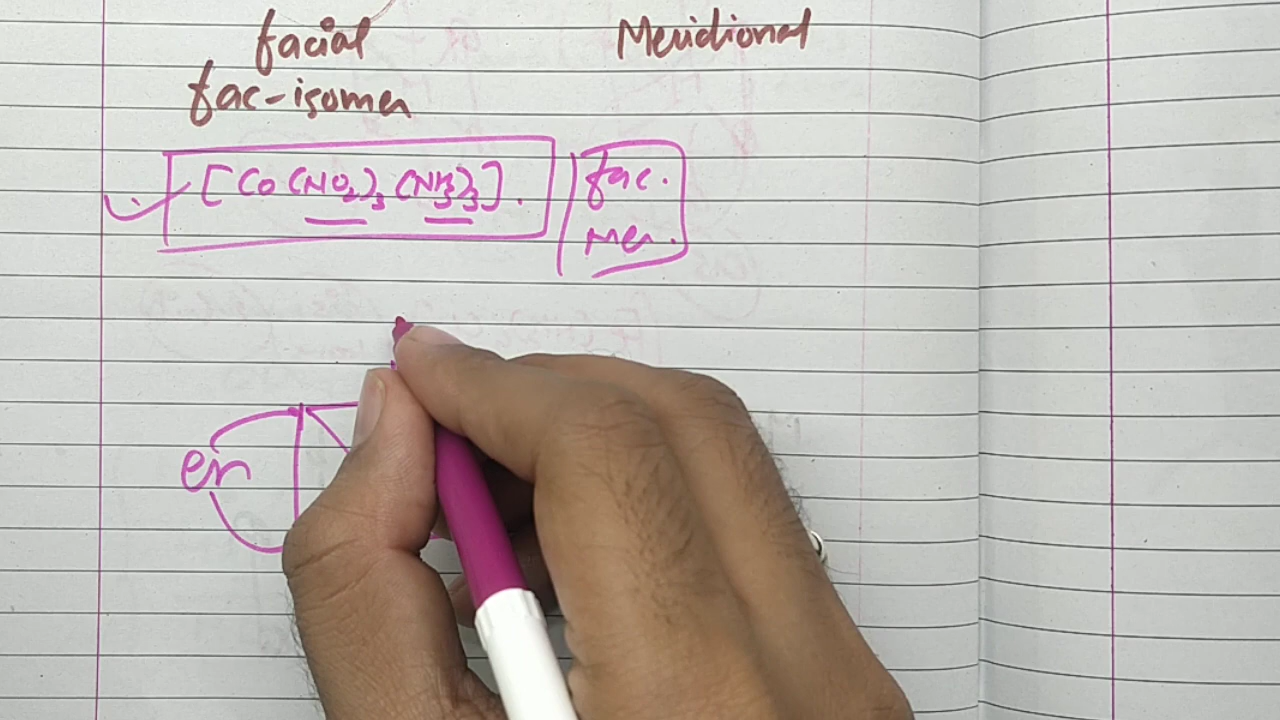 facial Meridional
fac-isomer
[Co(NO2)3(NH3)3]. fac.
mer.
en